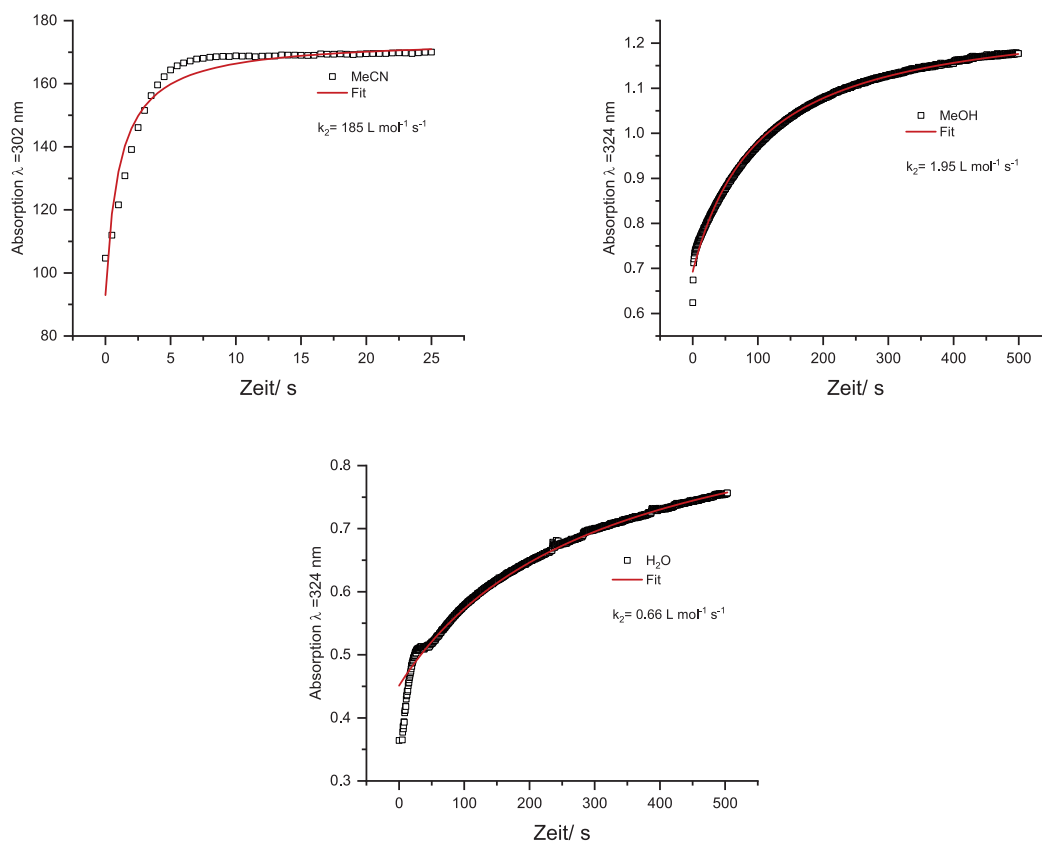 180
160
140
120
100
80
Absorption λ =302 nm
MeCN
Fit
k₂= 185 L mol⁻¹ s⁻¹
0 5 10 15 20 25
Zeit/ s
1.2
1.1
1.0
0.9
0.8
0.7
0.6
Absorption λ =324 nm
MeOH
Fit
k₂= 1.95 L mol⁻¹ s⁻¹
0 100 200 300 400 500
Zeit/ s
0.8
0.7
0.6
0.5
0.4
0.3
Absorption λ =324 nm
H₂O
Fit
k₂= 0.66 L mol⁻¹ s⁻¹
0 100 200 300 400 500
Zeit/ s